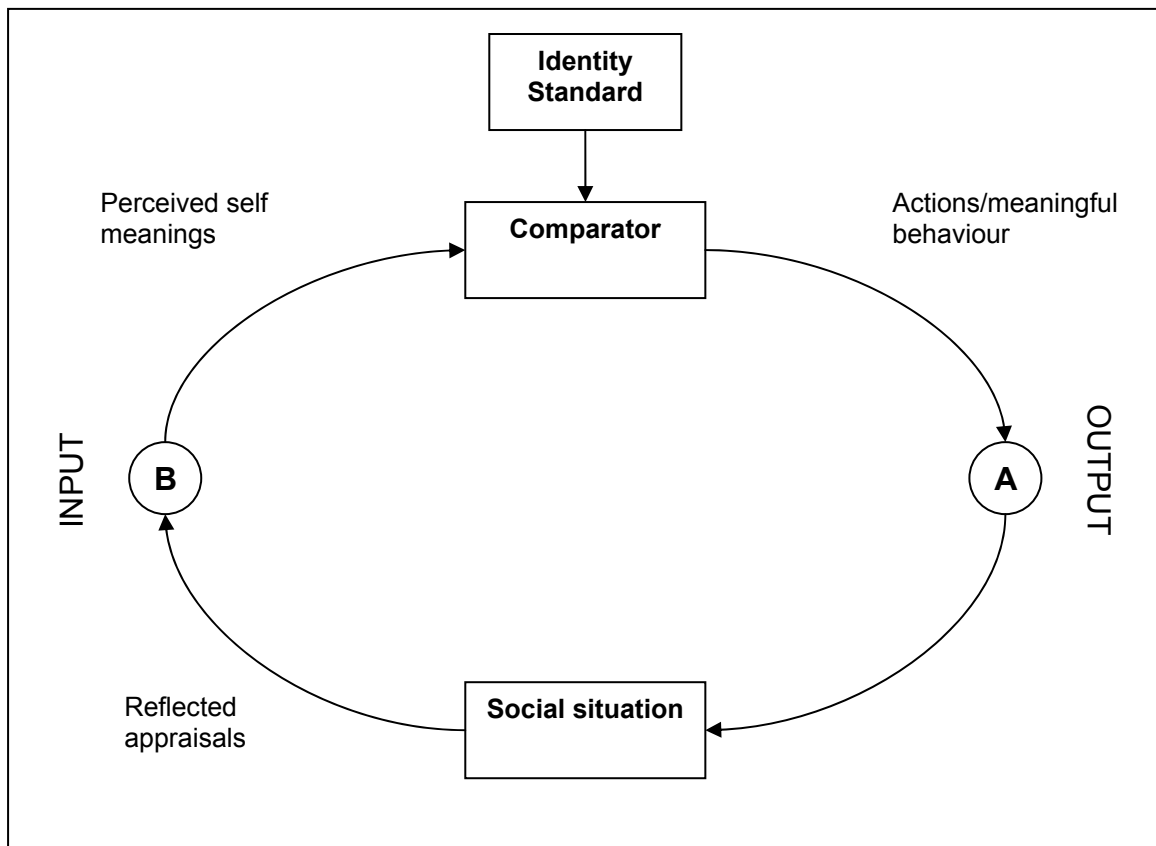 Identity
Standard
Perceived self
meanings
Comparator
Actions/meaningful
behaviour
INPUT
B
A
OUTPUT
Reflected
appraisals
Social situation